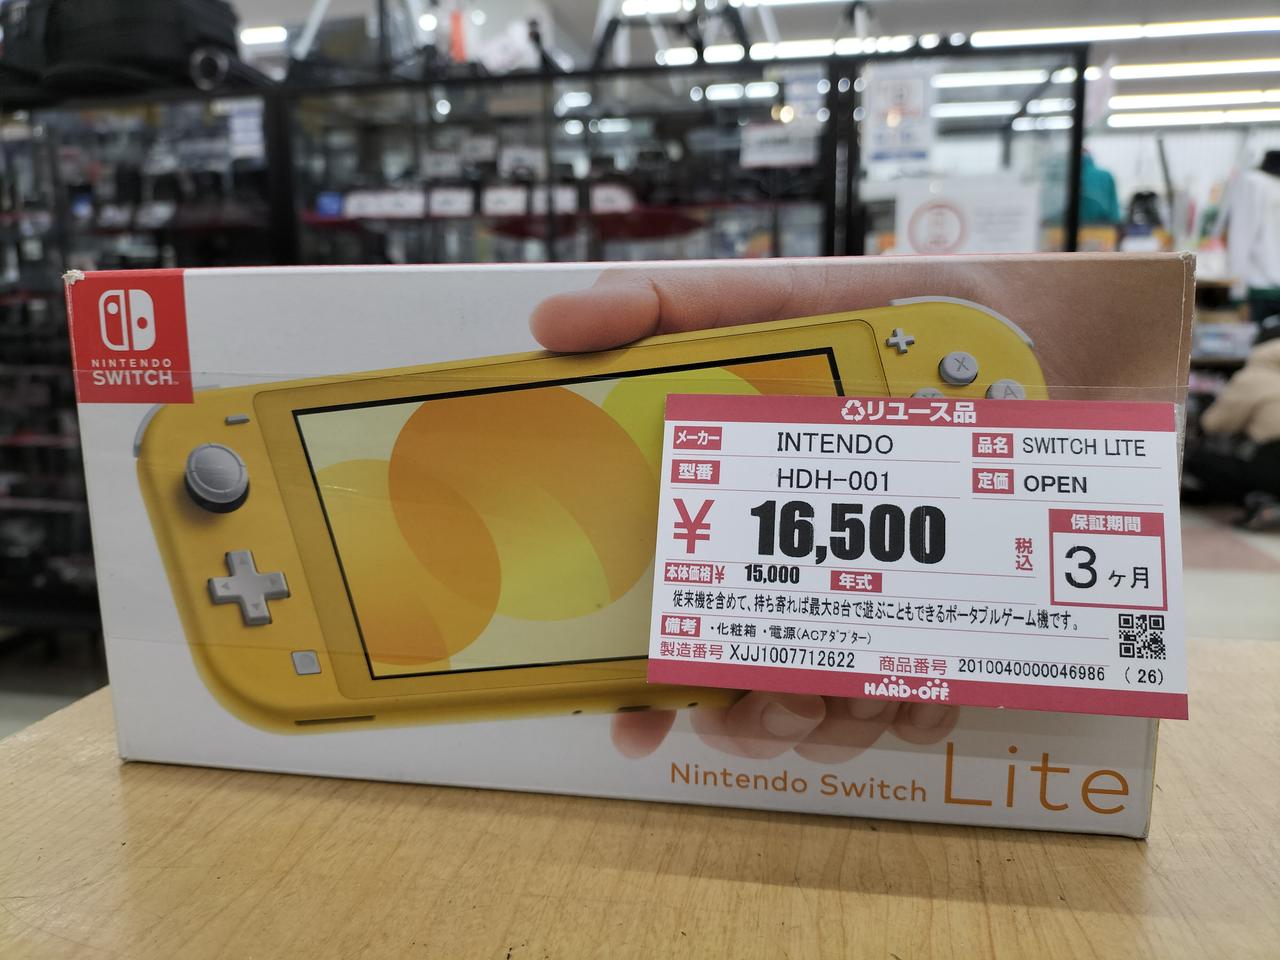 NINTENDO
SWITCH
X
A
リユース品
メーカー INTENDO 品名 SWITCH LITE
型番 HDH-001 定価 OPEN
¥ 16,500 税込 保証期間
3ヶ月
本体価格¥ 15,000 年式
従来機を含めて、持ち寄れば最大8台で遊ぶこともできるポータブルゲーム機です。
備考 ・化粧箱 ・電源(ACアダプター)
製造番号 XJJ1007712622 商品番号 2010040000046986 (26)
HARD・OFF
Nintendo Switch Lite